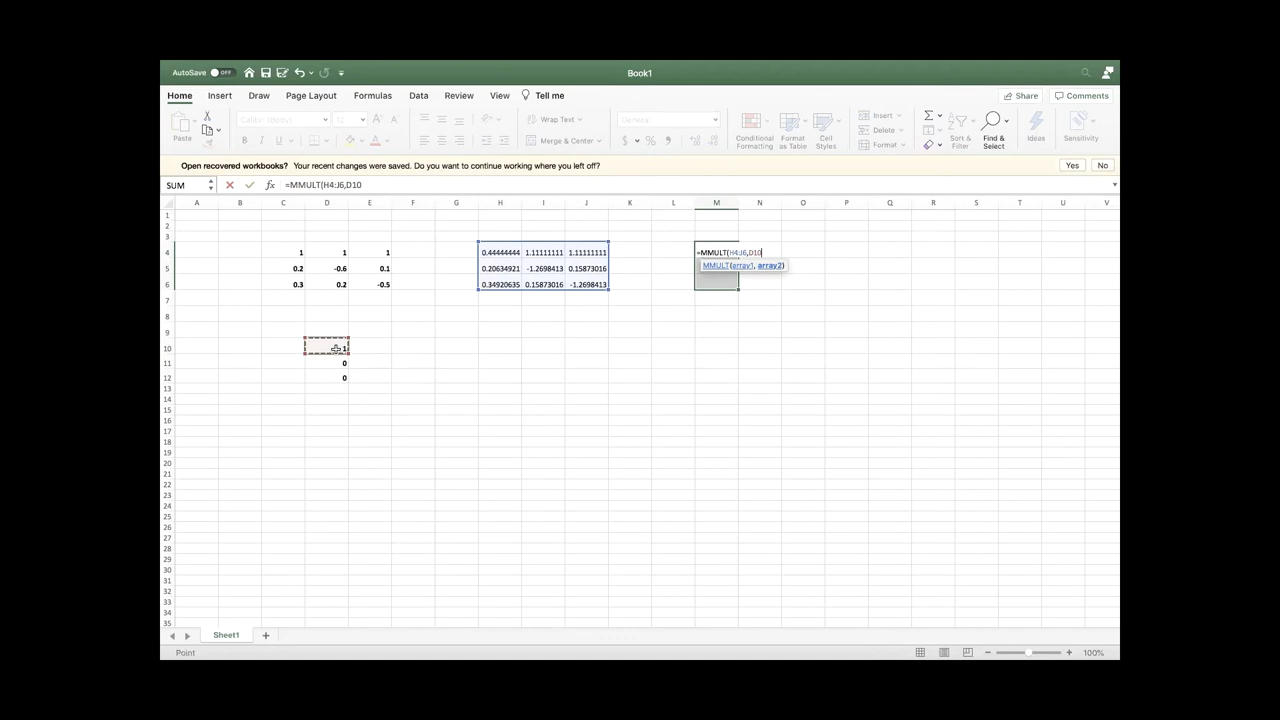 AutoSave OFF Book1
Home Insert Draw Page Layout Formulas Data Review View Tell me Share Comments
Paste Calibri (Body) 12 Wrap Text General Insert
Merge & Center Conditional Formatting Format as Table Cell Styles Delete Format Sort & Filter Find & Select Ideas Sensitivity
Open recovered workbooks? Your recent changes were saved. Do you want to continue working where you left off? Yes No
SUM fx =MMULT(H4:J6,D10
A B C D E F G H I J K L M N O P Q R S T U V
1
2
3
4 1 1 1 0.44444444 1.11111111 1.11111111 =MMULT(H4:J6,D10
MMULT(array1, array2)
5 0.2 -0.6 0.1 0.20634921 -1.2698413 0.15873016
6 0.3 0.2 -0.5 0.34920635 0.15873016 -1.2698413
7
8
9
10 1
11 0
12 0
13
14
15
16
17
18
19
20
21
22
23
24
25
26
27
28
29
30
31
32
33
34
35
Sheet1
Point 100%